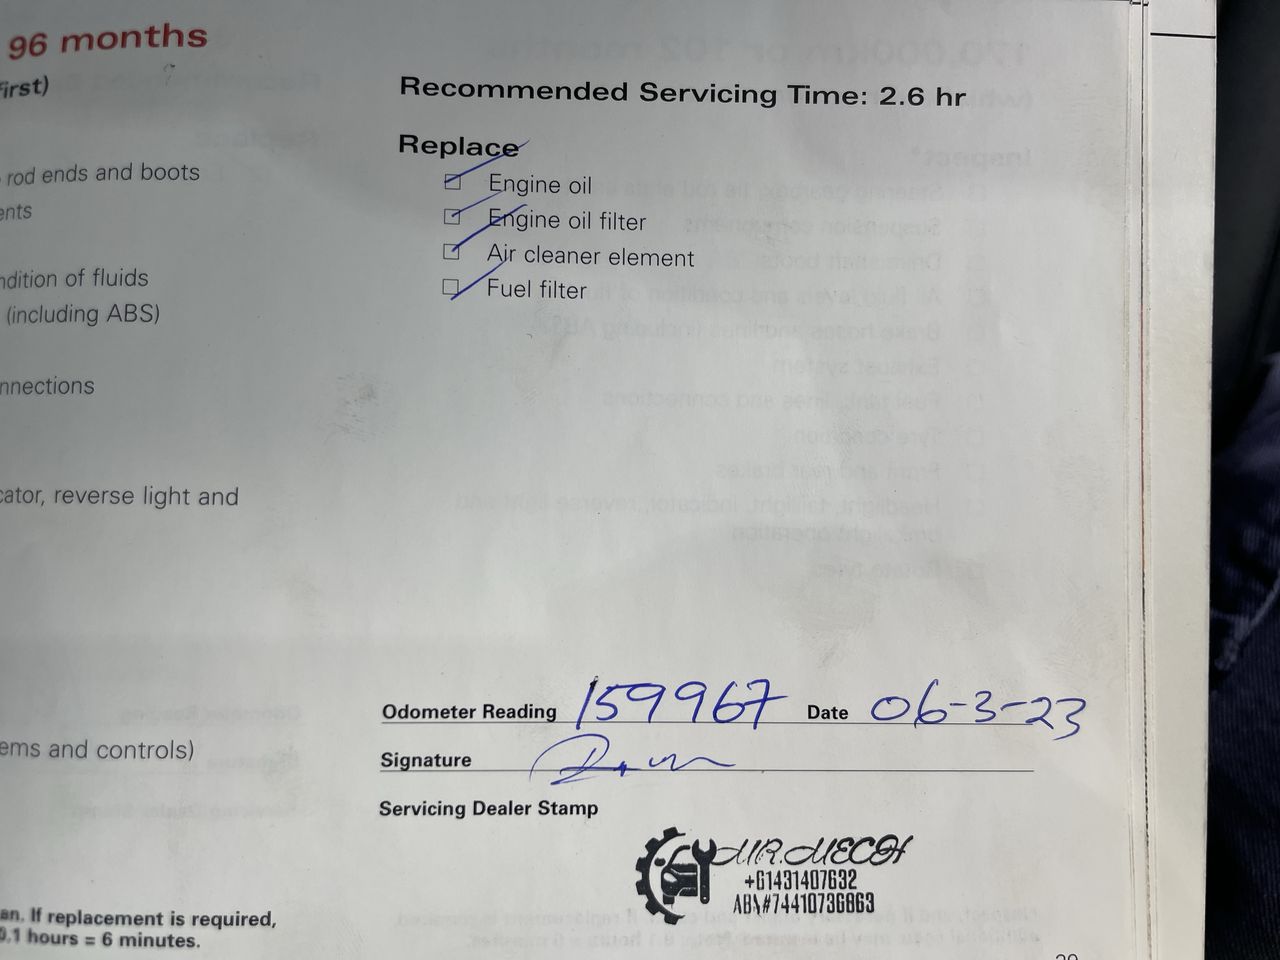 96 months
first)
Recommended Servicing Time: 2.6 hr
Replace
rod ends and boots
Engine oil
ents
Engine oil filter
Air cleaner element
ndition of fluids
Fuel filter
(including ABS)
nnections
cator, reverse light and
Odometer Reading 159967 Date 06-3-23
ems and controls)
Signature
Servicing Dealer Stamp
MR.MECH
+61431407632
ABN#74410736863
an. If replacement is required,
0.1 hours = 6 minutes.